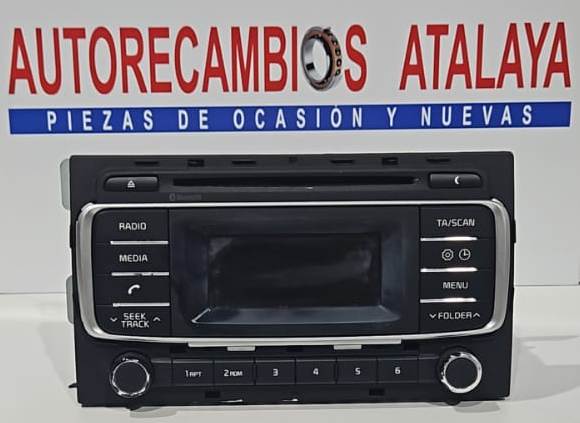 AUTORECAMBIOS ATALAYA
PIEZAS DE OCASIÓN Y NUEVAS
Bluetooth
RADIO
MEDIA
SEEK
TRACK
TA/SCAN
MENU
FOLDER
1 RPT
2 RDM
3
4
5
6